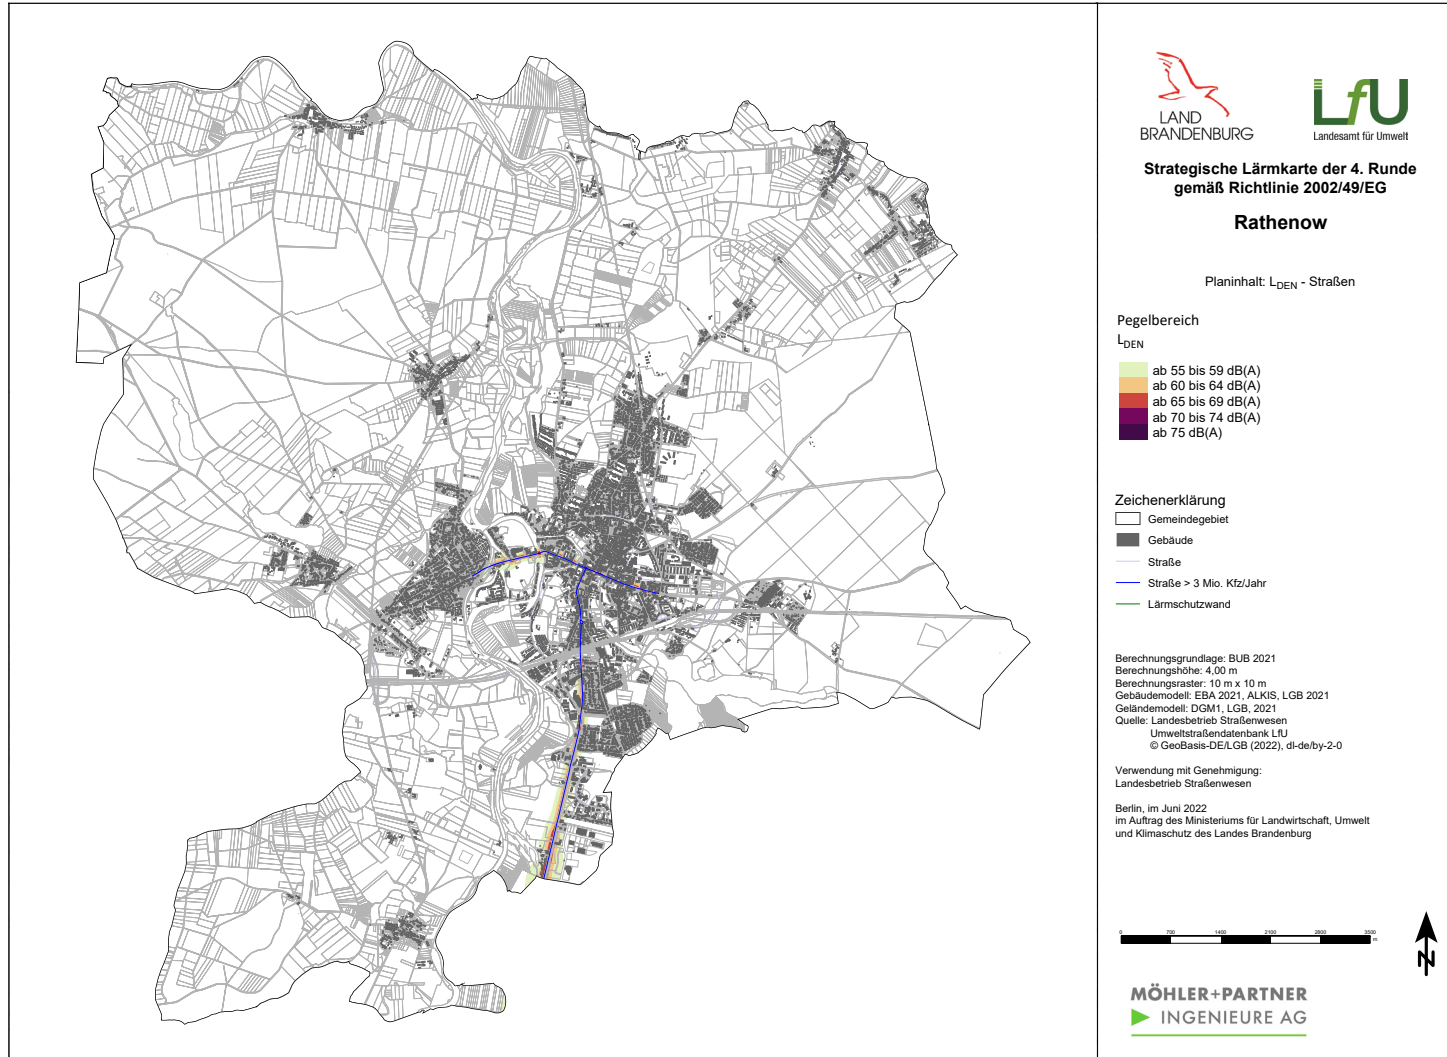 LAND
BRANDENBURG
LfU
Landesamt für Umwelt
Strategische Lärmkarte der 4. Runde
gemäß Richtlinie 2002/49/EG
Rathenow
Planinhalt: LDEN - Straßen
Pegelbereich
LDEN
ab 55 bis 59 dB(A)
ab 60 bis 64 dB(A)
ab 65 bis 69 dB(A)
ab 70 bis 74 dB(A)
ab 75 dB(A)
Zeichenerklärung
Gemeindegebiet
Gebäude
Straße
Straße > 3 Mio. Kfz/Jahr
Lärmschutzwand
Berechnungsgrundlage: BUB 2021
Berechnungshöhe: 4,00 m
Berechnungsraster: 10 m x 10 m
Gebäudemodell: EBA 2021, ALKIS, LGB 2021
Geländemodell: DGM1, LGB, 2021
Quelle: Landesbetrieb Straßenwesen
Umweltstraßendatenbank LfU
© GeoBasis-DE/LGB (2022), dl-de/by-2-0
Verwendung mit Genehmigung:
Landesbetrieb Straßenwesen
Berlin, im Juni 2022
im Auftrag des Ministeriums für Landwirtschaft, Umwelt
und Klimaschutz des Landes Brandenburg
0 700 1400 2100 2800 3500
m
N
MÖHLER+PARTNER
INGENIEURE AG